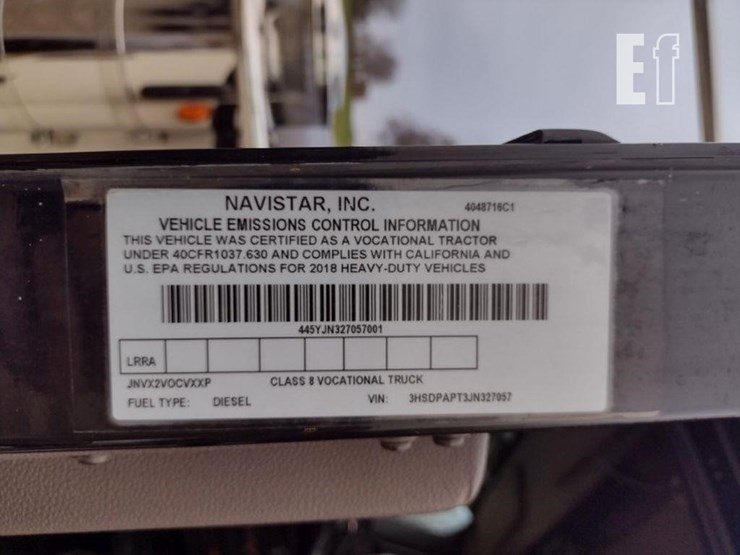 Ef
NAVISTAR, INC. 4048716C1
VEHICLE EMISSIONS CONTROL INFORMATION
THIS VEHICLE WAS CERTIFIED AS A VOCATIONAL TRACTOR
UNDER 40CFR1037.630 AND COMPLIES WITH CALIFORNIA AND
U.S. EPA REGULATIONS FOR 2018 HEAVY-DUTY VEHICLES
445YJN327057001
LRRA
JNVX2VOCVXXP CLASS 8 VOCATIONAL TRUCK
FUEL TYPE: DIESEL VIN: 3HSDPAPT3JN327057